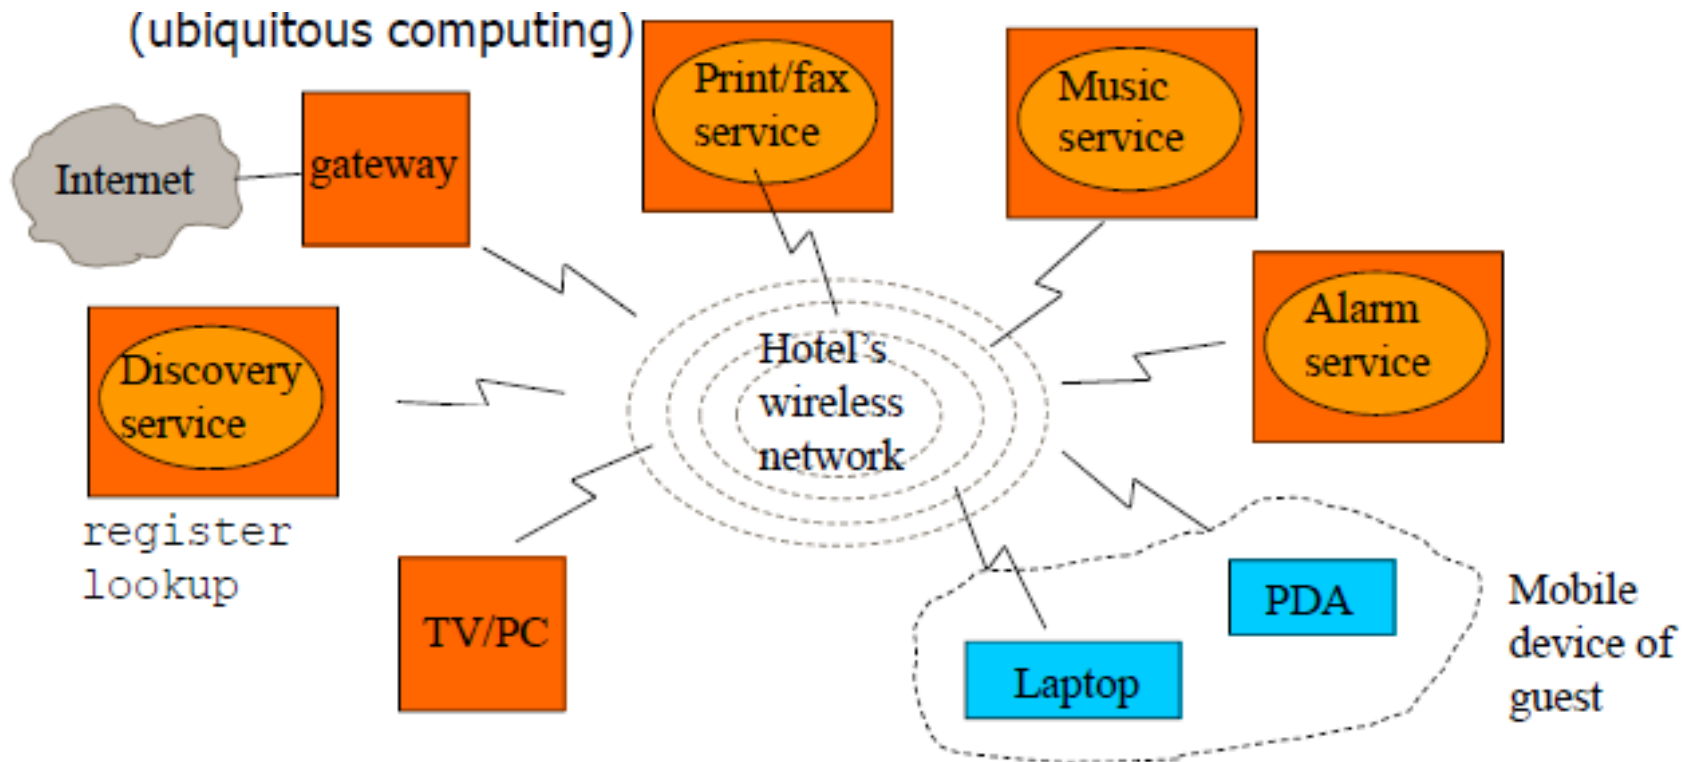 (ubiquitous computing)
Print/fax
service
Music
service
Internet
gateway
Alarm
service
Discovery
service
Hotel's
wireless
network
register
lookup
TV/PC
PDA
Laptop
Mobile
device of
guest